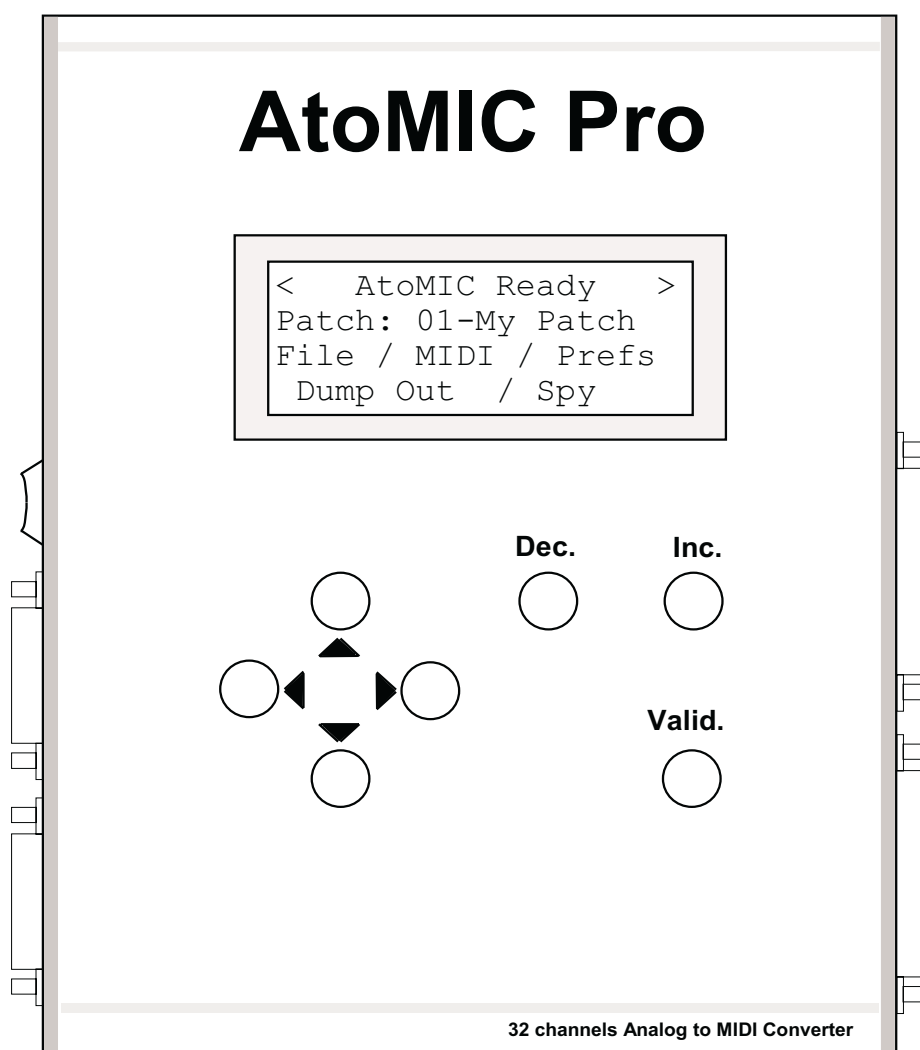 AtoMIC Pro
< AtoMIC Ready >
Patch: 01-My Patch
File / MIDI / Prefs
Dump Out / Spy
Dec. Inc.
Valid.
32 channels Analog to MIDI Converter